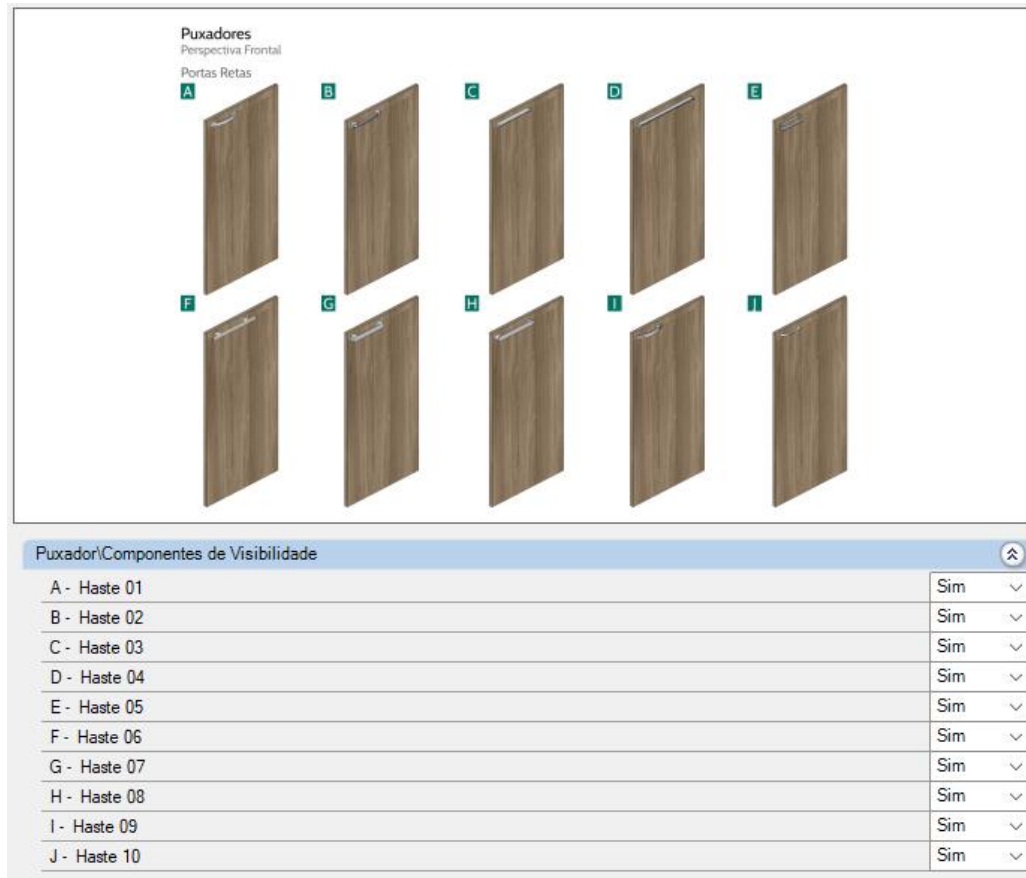 Puxadores
Perspectiva Frontal
Portas Retas
A B C D E
F G H I J
Puxador\Componentes de Visibilidade
A - Haste 01 Sim
B - Haste 02 Sim
C - Haste 03 Sim
D - Haste 04 Sim
E - Haste 05 Sim
F - Haste 06 Sim
G - Haste 07 Sim
H - Haste 08 Sim
I - Haste 09 Sim
J - Haste 10 Sim